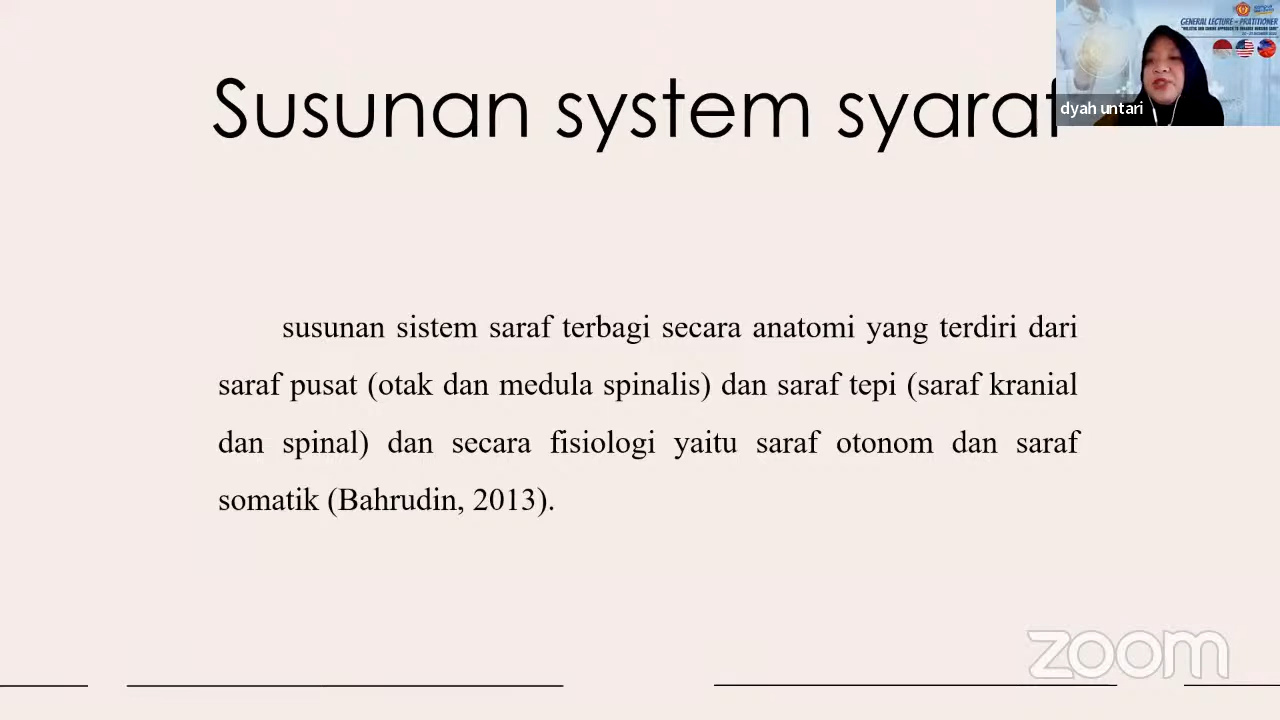 Susunan system syaraf
GENERAL LECTURE - PRATITIONER
dyah untari
susunan sistem saraf terbagi secara anatomi yang terdiri dari
saraf pusat (otak dan medula spinalis) dan saraf tepi (saraf kranial
dan spinal) dan secara fisiologi yaitu saraf otonom dan saraf
somatik (Bahrudin, 2013).
zoom